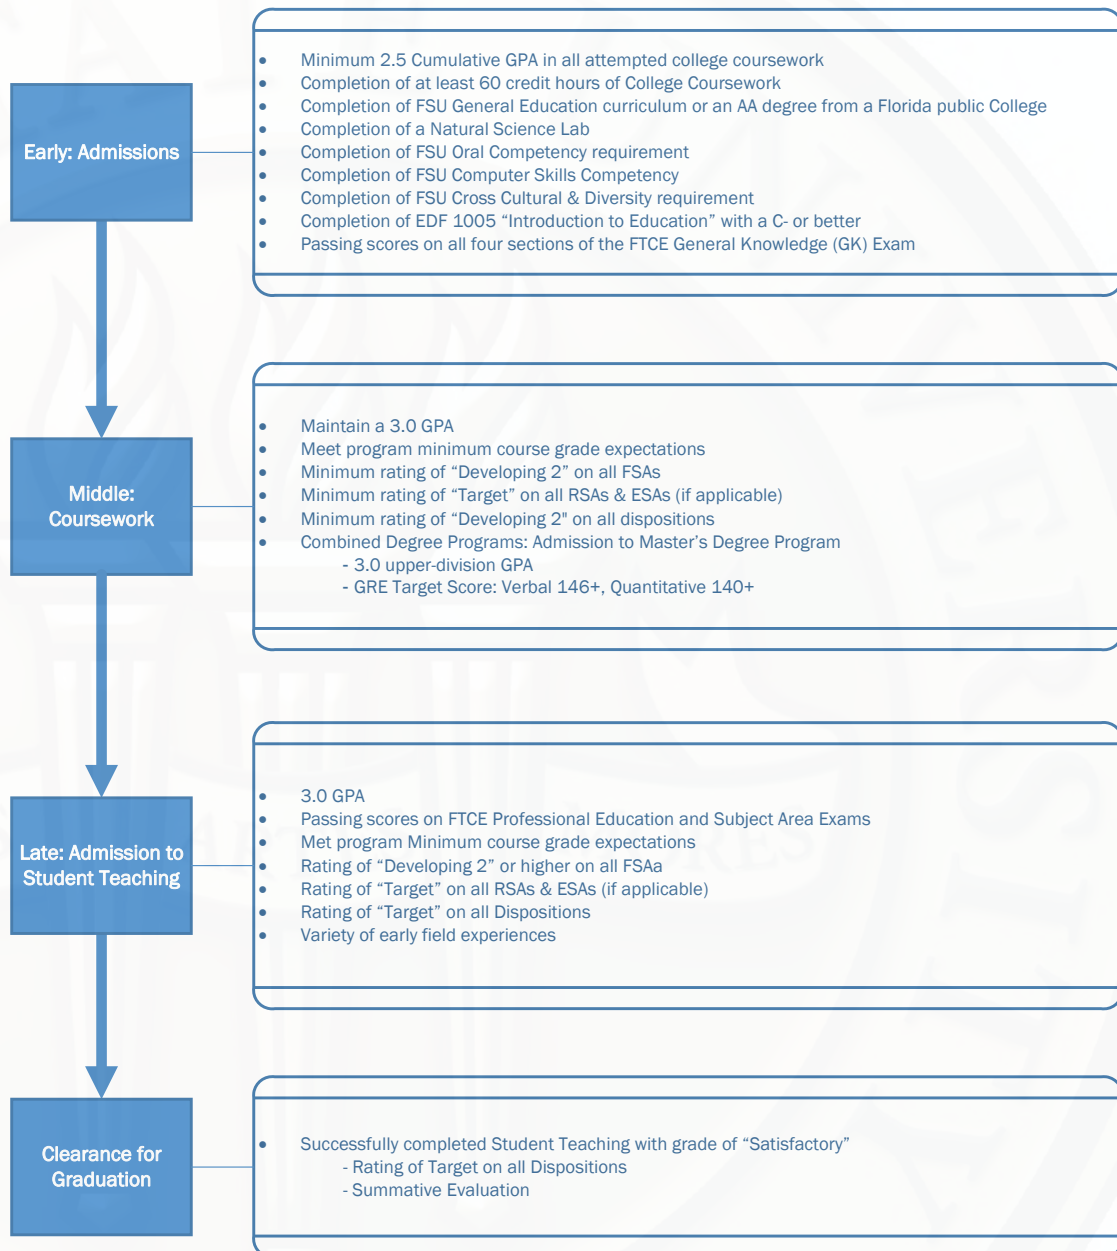 Early: Admissions
• Minimum 2.5 Cumulative GPA in all attempted college coursework
• Completion of at least 60 credit hours of College Coursework
• Completion of FSU General Education curriculum or an AA degree from a Florida public College
• Completion of a Natural Science Lab
• Completion of FSU Oral Competency requirement
• Completion of FSU Computer Skills Competency
• Completion of FSU Cross Cultural & Diversity requirement
• Completion of EDF 1005 “Introduction to Education” with a C- or better
• Passing scores on all four sections of the FTCE General Knowledge (GK) Exam
Middle:
Coursework
• Maintain a 3.0 GPA
• Meet program minimum course grade expectations
• Minimum rating of “Developing 2” on all FSAs
• Minimum rating of “Target” on all RSAs & ESAs (if applicable)
• Minimum rating of “Developing 2" on all dispositions
• Combined Degree Programs: Admission to Master’s Degree Program
- 3.0 upper-division GPA
- GRE Target Score: Verbal 146+, Quantitative 140+
Late: Admission to
Student Teaching
• 3.0 GPA
• Passing scores on FTCE Professional Education and Subject Area Exams
• Met program Minimum course grade expectations
• Rating of “Developing 2” or higher on all FSAa
• Rating of “Target” on all RSAs & ESAs (if applicable)
• Rating of “Target” on all Dispositions
• Variety of early field experiences
Clearance for
Graduation
• Successfully completed Student Teaching with grade of “Satisfactory”
- Rating of Target on all Dispositions
- Summative Evaluation